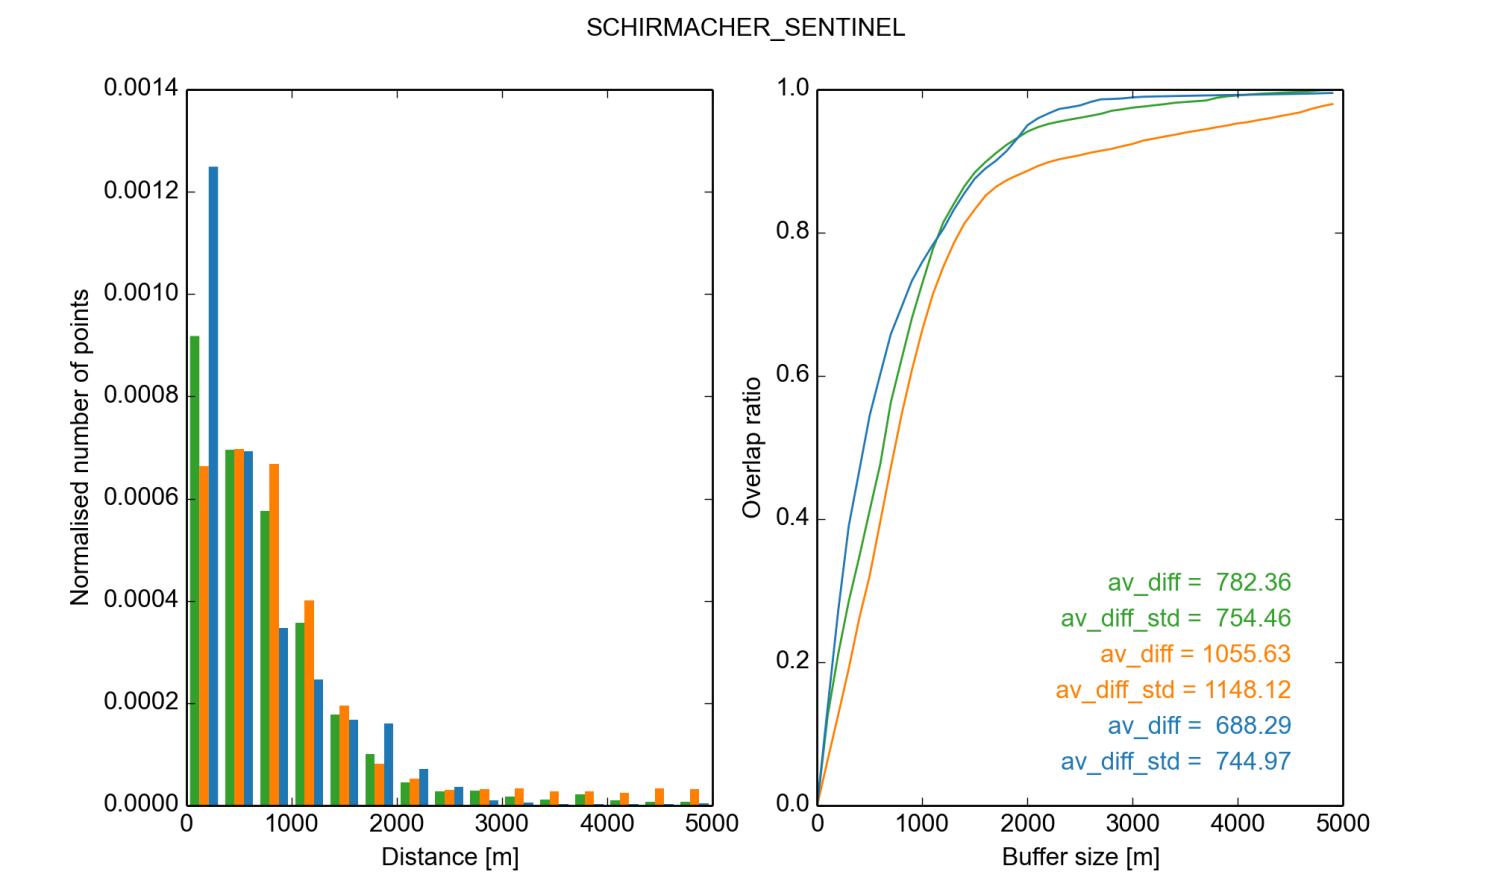 SCHIRMACHER_SENTINEL
Normalised number of points
0.0014
0.0012
0.0010
0.0008
0.0006
0.0004
0.0002
0.0000
0 1000 2000 3000 4000 5000
Distance [m]
Overlap ratio
1.0
0.8
0.6
0.4
0.2
0.0
av_diff = 782.36
av_diff_std = 754.46
av_diff = 1055.63
av_diff_std = 1148.12
av_diff = 688.29
av_diff_std = 744.97
0 1000 2000 3000 4000 5000
Buffer size [m]